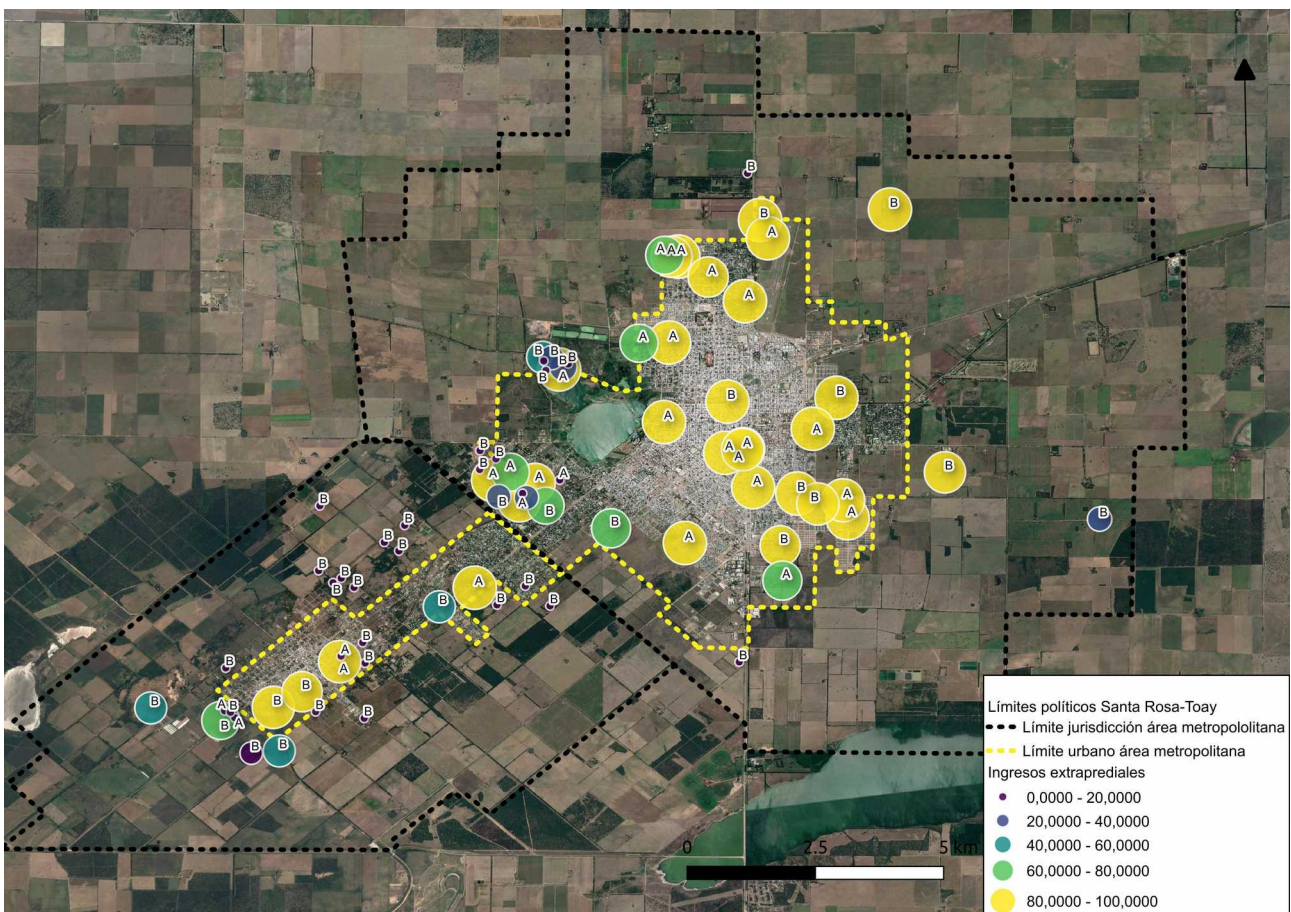 B
B
B
A
A A A
A
A
A
A
B B
B B
B
A
B
B
A
A
A
A
A
B
B
B
A
A
A
B
A
B
B
B
A
A
B
B
B
A
B
A
B
B
B
B
B
B
B
B
B
A
B
B
B
B
B
B
A
A
B
B
B
A
B
B
A
B
B
B
B
B
B
B
0
2.5
5 km
Límites políticos Santa Rosa-Toay
Límite jurisdicción área metropololitana
Límite urbano área metropolitana
Ingresos extraprediales
0,0000 - 20,0000
20,0000 - 40,0000
40,0000 - 60,0000
60,0000 - 80,0000
80,0000 - 100,0000